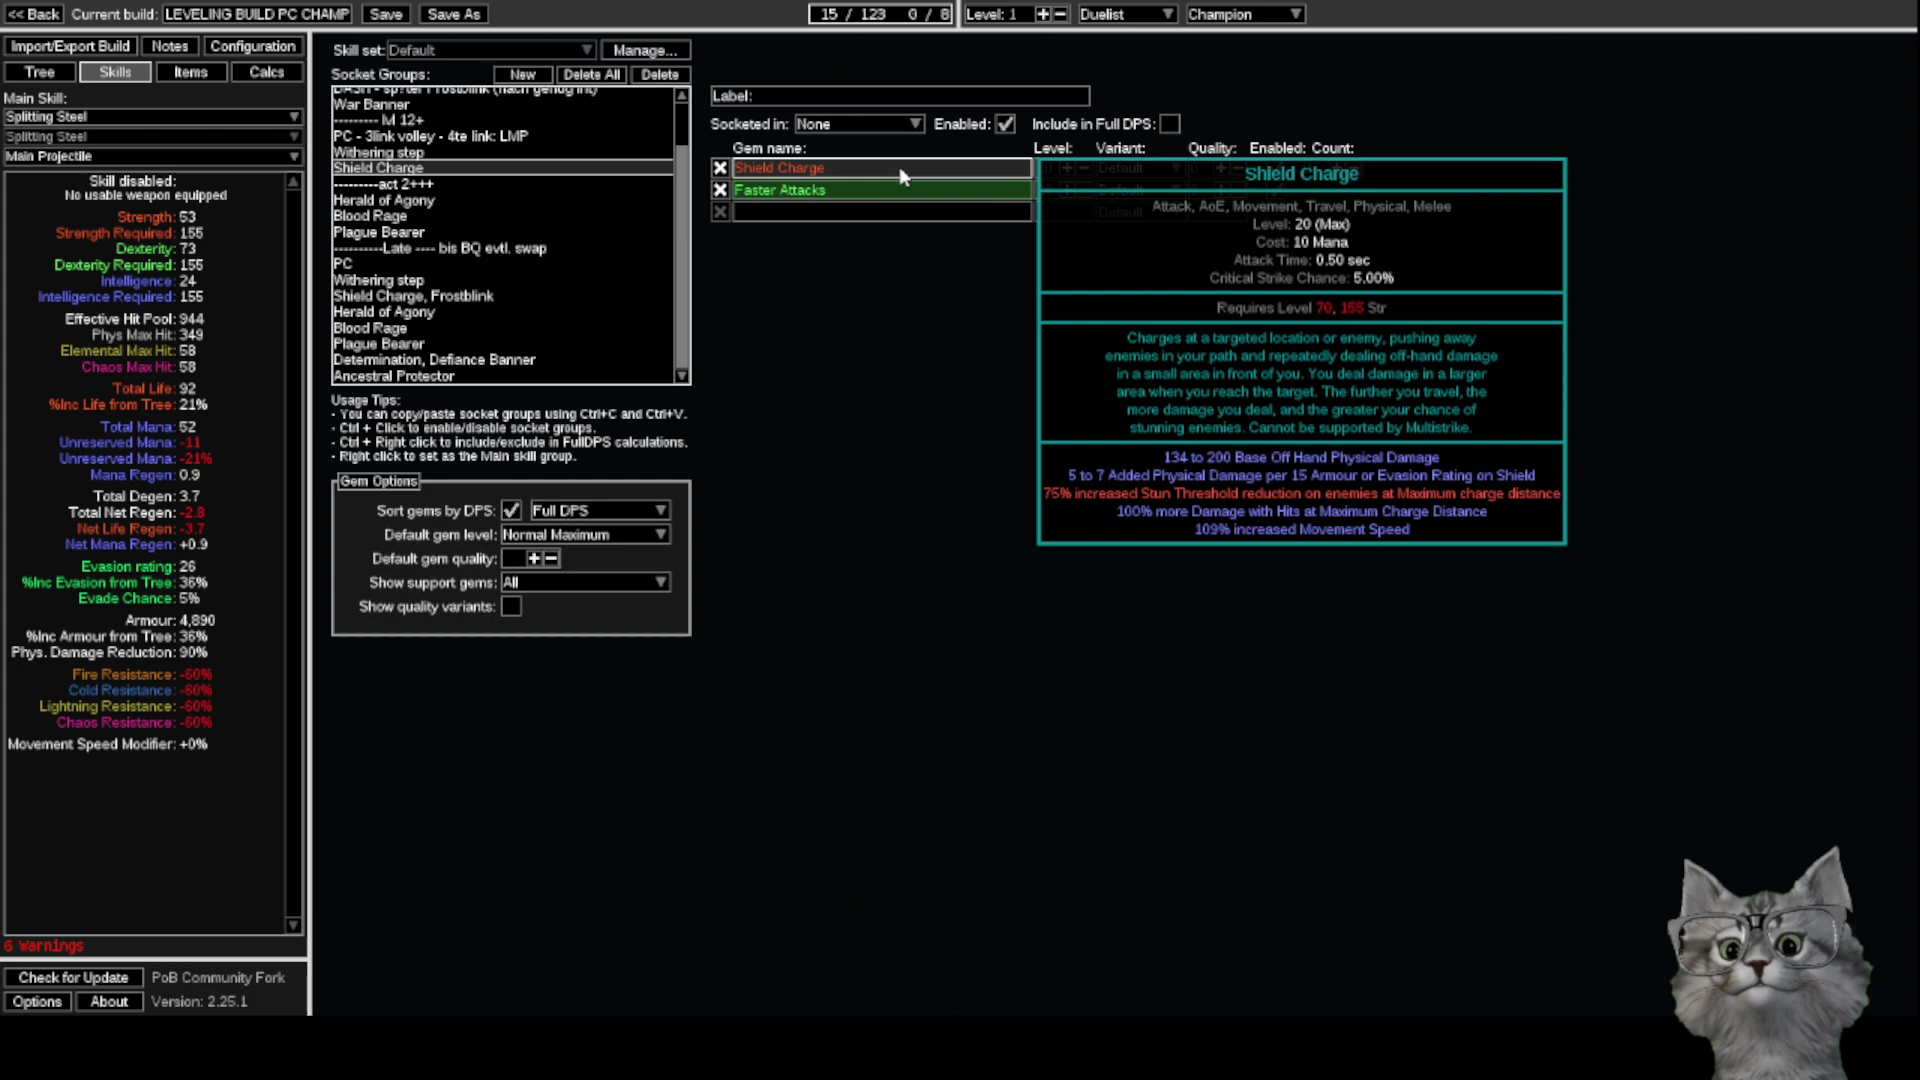 << Back Current build: LEVELING BUILD PC CHAMP Save Save As 15 / 123 0 / 8 Level: 1 Duelist Champion
Import/Export Build Notes Configuration
Tree Skills Items Calcs
Main Skill:
Splitting Steel
Splitting Steel
Main Projectile
Skill disabled:
No usable weapon equipped
Strength: 53
Strength Required: 155
Dexterity: 73
Dexterity Required: 155
Intelligence: 24
Intelligence Required: 155
Effective Hit Pool: 944
Phys Max Hit: 349
Elemental Max Hit: 58
Chaos Max Hit: 58
Total Life: 92
%Inc Life from Tree: 21%
Total Mana: 52
Unreserved Mana: -11
Unreserved Mana: -21%
Mana Regen: 0.9
Total Degen: 3.7
Total Net Regen: -2.8
Net Life Regen: -3.7
Net Mana Regen: +0.9
Evasion rating: 26
%Inc Evasion from Tree: 36%
Evade Chance: 5%
Armour: 4,890
%Inc Armour from Tree: 36%
Phys. Damage Reduction: 90%
Fire Resistance: -60%
Cold Resistance: -60%
Lightning Resistance: -60%
Chaos Resistance: -60%
Movement Speed Modifier: +0%
6 Warnings
Check for Update PoB Community Fork
Options About Version: 2.25.1
Skill set: Default Manage...
Socket Groups: New Delete All Delete
War Banner
--------- lvl 12+
PC - 3link volley - 4te link: LMP
Withering step
Shield Charge
---------act 2+++
Herald of Agony
Blood Rage
Plague Bearer
----------Late ---- bis BQ evtl. swap
PC
Withering step
Shield Charge, Frostblink
Herald of Agony
Blood Rage
Plague Bearer
Determination, Defiance Banner
Ancestral Protector
Usage Tips:
- You can copy/paste socket groups using Ctrl+C and Ctrl+V.
- Ctrl + Click to enable/disable socket groups.
- Ctrl + Right click to include/exclude in FullDPS calculations.
- Right click to set as the Main skill group.
Gem Options
Sort gems by DPS: Full DPS
Default gem level: Normal Maximum
Default gem quality:
Show support gems: All
Show quality variants:
Label:
Socketed in: None Enabled: Include in Full DPS:
Gem name: Level: Variant: Quality: Enabled: Count:
Shield Charge
Faster Attacks
Default
Default
Default
Shield Charge
Attack, AoE, Movement, Travel, Physical, Melee
Level: 20 (Max)
Cost: 10 Mana
Attack Time: 0.50 sec
Critical Strike Chance: 5.00%
Requires Level 70, 155 Str
Charges at a targeted location or enemy, pushing away
enemies in your path and repeatedly dealing off-hand damage
in a small area in front of you. You deal damage in a larger
area when you reach the target. The further you travel, the
more damage you deal, and the greater your chance of
stunning enemies. Cannot be supported by Multistrike.
134 to 200 Base Off Hand Physical Damage
5 to 7 Added Physical Damage per 15 Armour or Evasion Rating on Shield
75% increased Stun Threshold reduction on enemies at Maximum charge distance
100% more Damage with Hits at Maximum Charge Distance
109% increased Movement Speed